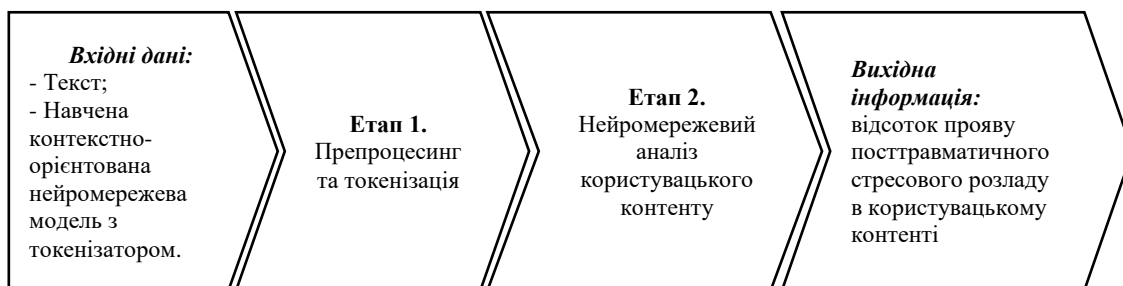 Вхідні дані:
- Текст;
- Навчена
контекстно-
орієнтована
нейромережева
модель з
токенізатором.
Етап 1.
Препроцесинг
та токенізація
Етап 2.
Нейромережевий
аналіз
користувацького
контенту
Вихідна
інформація:
відсоток прояву
посттравматичного
стресового розладу
в користувацькому
контенті